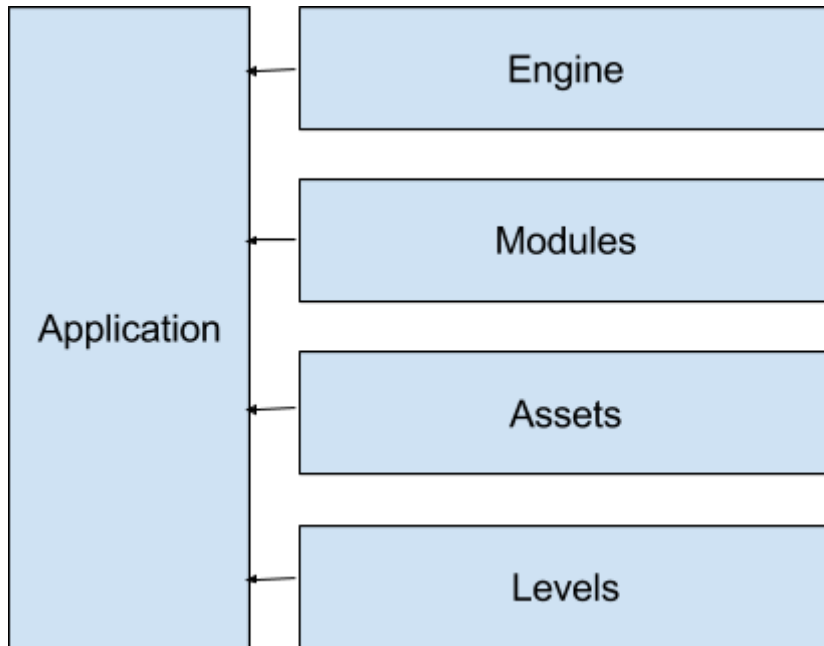 Engine
Modules
Application
Assets
Levels